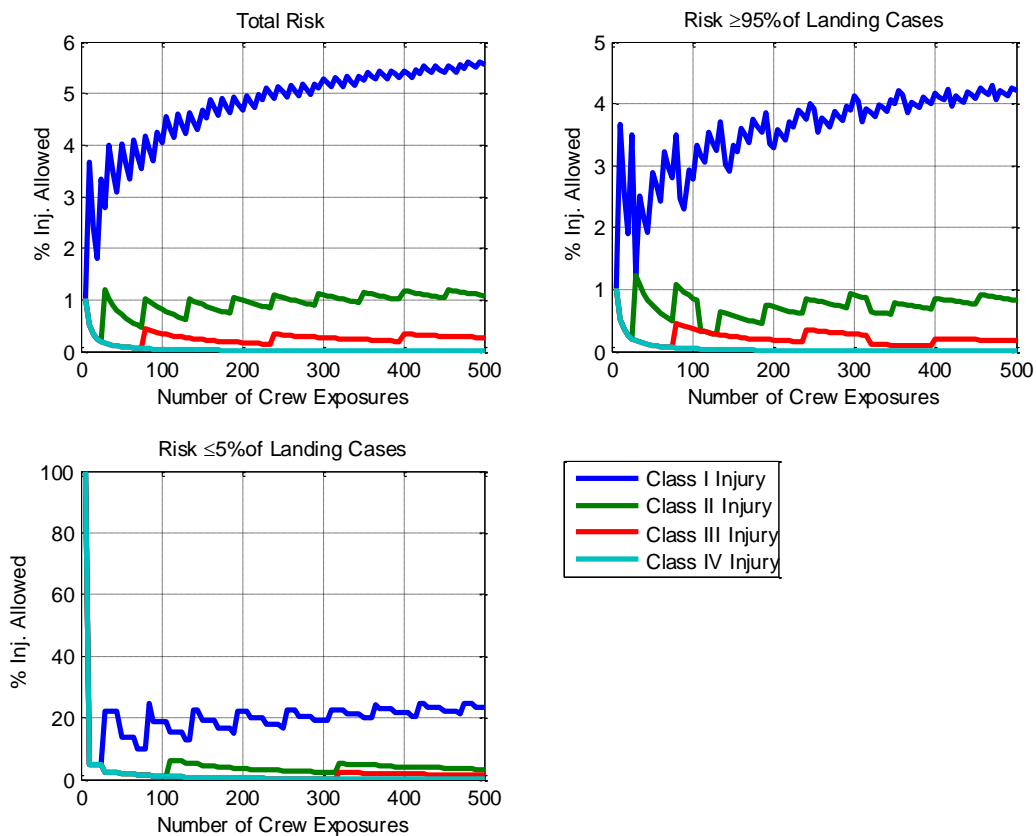 Total Risk
% Inj. Allowed
6
5
4
3
2
1
0
0 100 200 300 400 500
Number of Crew Exposures
Risk ≥95%of Landing Cases
% Inj. Allowed
5
4
3
2
1
0
0 100 200 300 400 500
Number of Crew Exposures
Risk ≤5%of Landing Cases
% Inj. Allowed
100
80
60
40
20
0
0 100 200 300 400 500
Number of Crew Exposures
Class I Injury
Class II Injury
Class III Injury
Class IV Injury